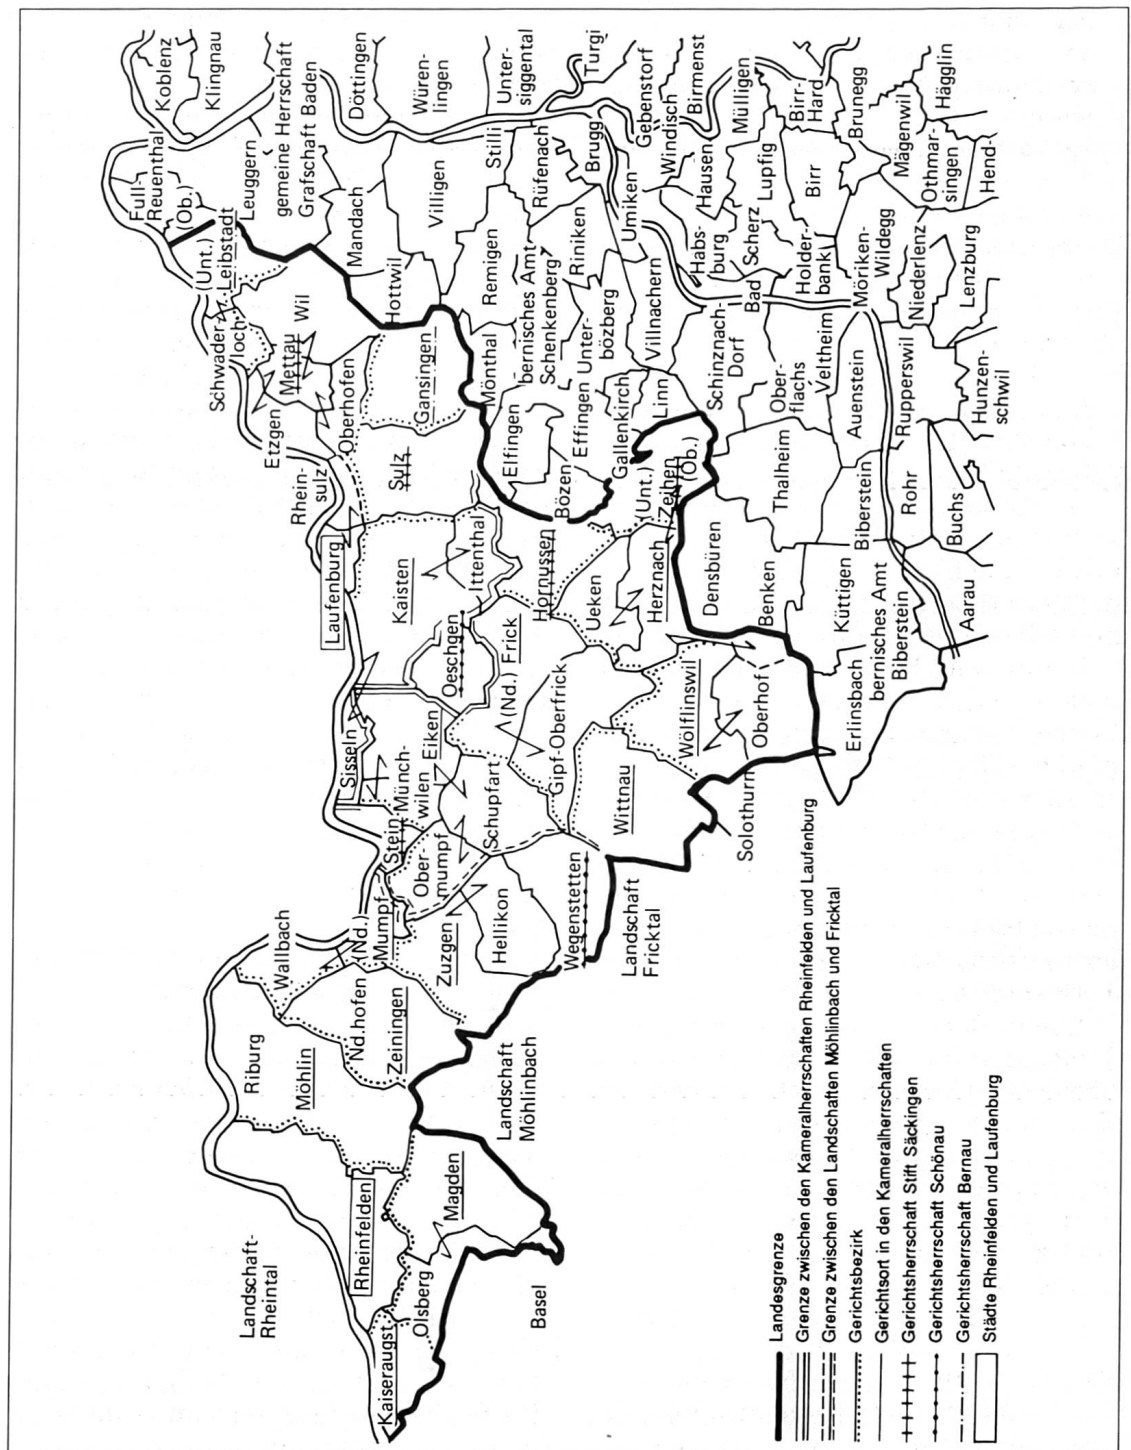 Koblenz
Klingnau
Full-
Reuenthal
(Ob.)
Leuggern
gemeine Herrschaft
Grafschaft Baden
Döttingen
Würen-
lingen
Unter-
siggental
Turgi
Gebenstorf
Windisch
Birmenst
Mülligen
Birr-
Hard
Brunegg
Mägenwil
Hägglin
(Unt.)
Leibstadt
Mandach
Villigen
Stilli
Rüfenach
Brugg
Umiken
Hausen
Lupfig
Birr
Othmar-
singen
Hend-
Schwader-
loch
Wil
Hottwil
Remigen
bernisches Amt
Schenkenberg
Riniken
Unter-
bözberg
Villnachern
Habs-
burg
Scherz
Bad
Holder-
bank
Möriken-
Wildegg
Niederlenz
Lenzburg
Etzgen
Mettau
Oberhofen
Gansingen
Mönthal
Elfingen
Effingen
Gallenkirch
Linn
Schinznach-
Dorf
Ober-
flachs
Veltheim
Auenstein
Rupperswil
Hunzen-
schwil
Rhein-
sulz
Sulz
Bözen
(Unt.)
Zeihen
(Ob.)
Thalheim
Biberstein
Rohr
Buchs
Laufenburg
Kaisten
Ittenthal
Hornussen
Ueken
Herznach
Densbüren
Benken
Küttigen
bernisches Amt
Biberstein
Aarau
Sisseln
Eiken
Oeschgen
(Nd.) Frick
Gipf-Oberfrick
Wölflinswil
Oberhof
Erlinsbach
Stein
Münch-
wilen
Ober-
mumpf
Schupfart
Wittnau
Solothurn
Wallbach
(Nd.)
Mumpf
Zuzgen
Hellikon
Wegenstetten
Landschaft
Fricktal
Riburg
Möhlin
Nd.hofen
Zeiningen
Landschaft
Möhlinbach
Landschaft-
Rheintal
Rheinfelden
Magden
Kaiseraugst
Olsberg
Basel
Landesgrenze
Grenze zwischen den Kameralherrschaften Rheinfelden und Laufenburg
Grenze zwischen den Landschaften Möhlinbach und Fricktal
Gerichtsbezirk
Gerichtsort in den Kameralherrschaften
Gerichtsherrschaft Stift Säckingen
Gerichtsherrschaft Schönau
Gerichtsherrschaft Bernau
Städte Rheinfelden und Laufenburg